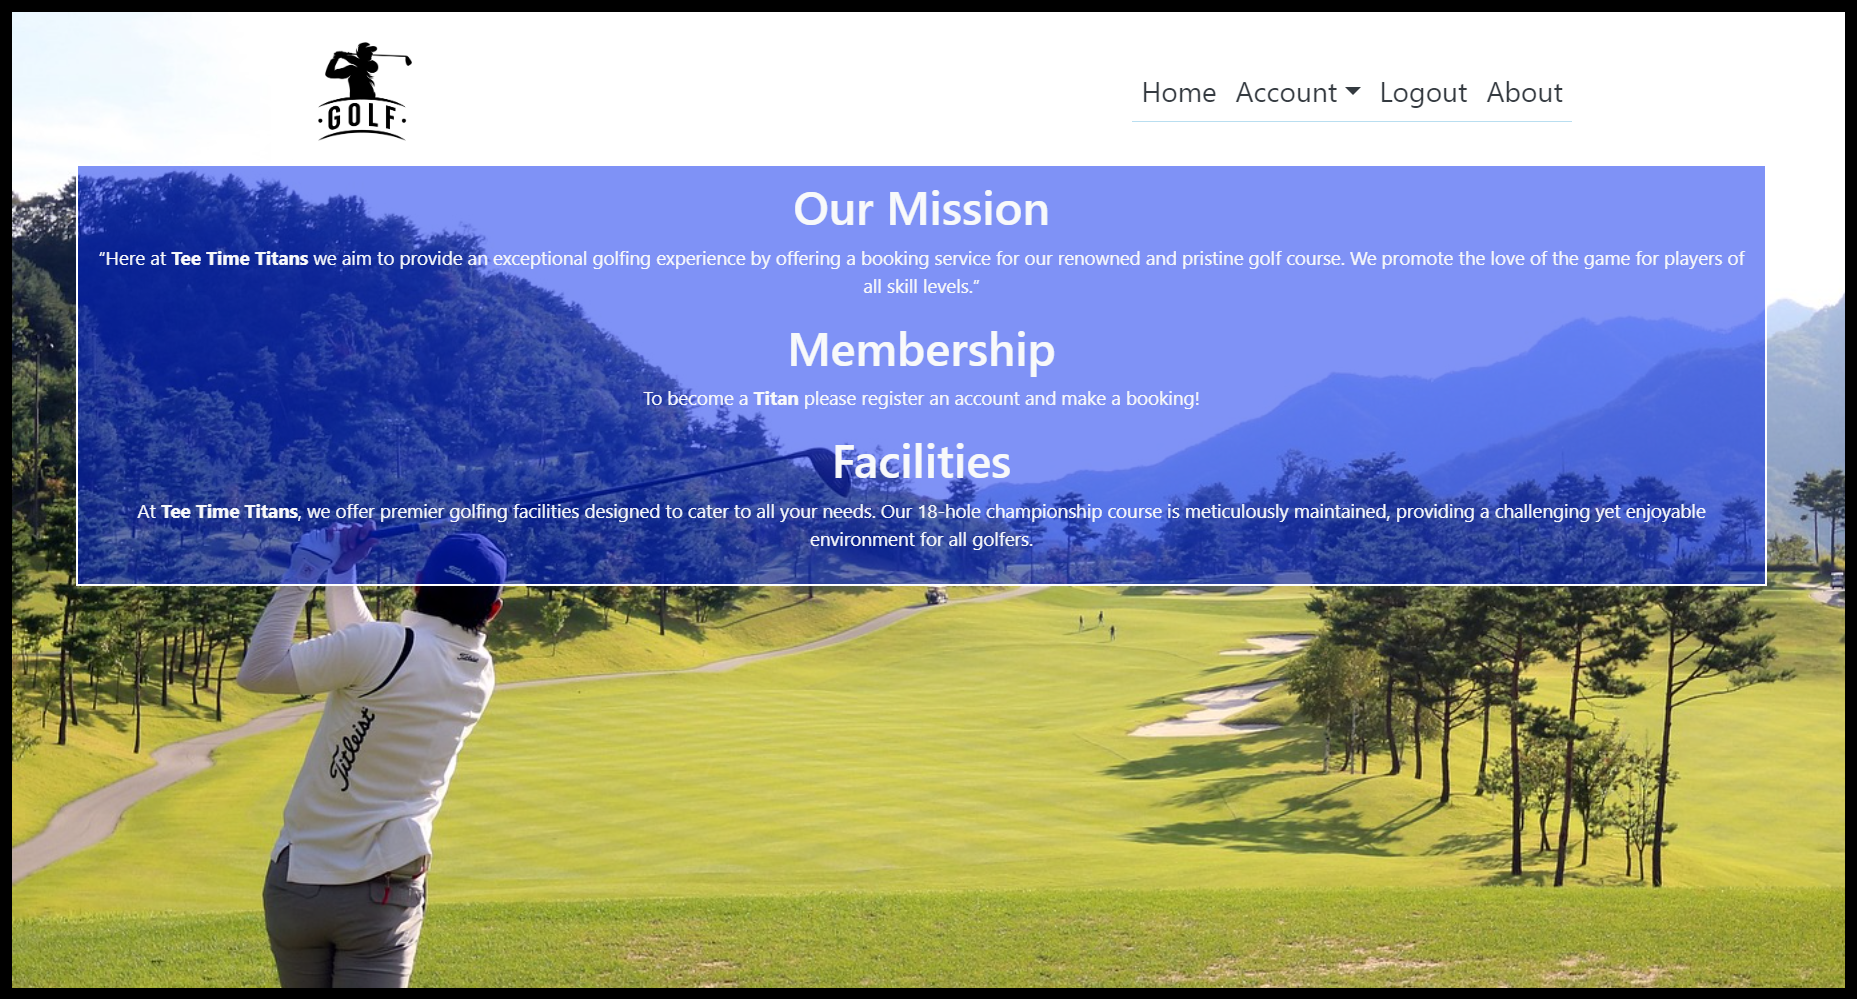 ·GOLF·
Home Account Logout About
Our Mission
“Here at Tee Time Titans we aim to provide an exceptional golfing experience by offering a booking service for our renowned and pristine golf course. We promote the love of the game for players of
all skill levels.”
Membership
To become a Titan please register an account and make a booking!
Facilities
At Tee Time Titans, we offer premier golfing facilities designed to cater to all your needs. Our 18-hole championship course is meticulously maintained, providing a challenging yet enjoyable
environment for all golfers.
Titleist
Titleist
Titleist